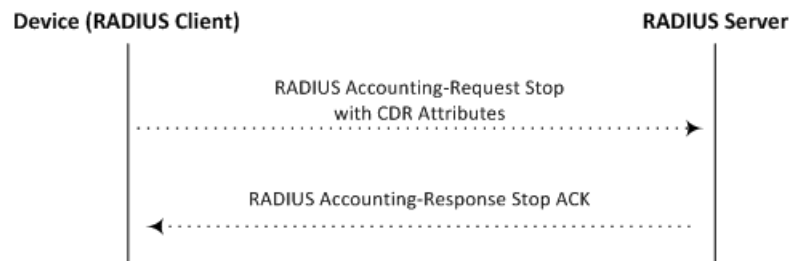 Device (RADIUS Client)
RADIUS Server
RADIUS Accounting-Request Stop
with CDR Attributes
RADIUS Accounting-Response Stop ACK